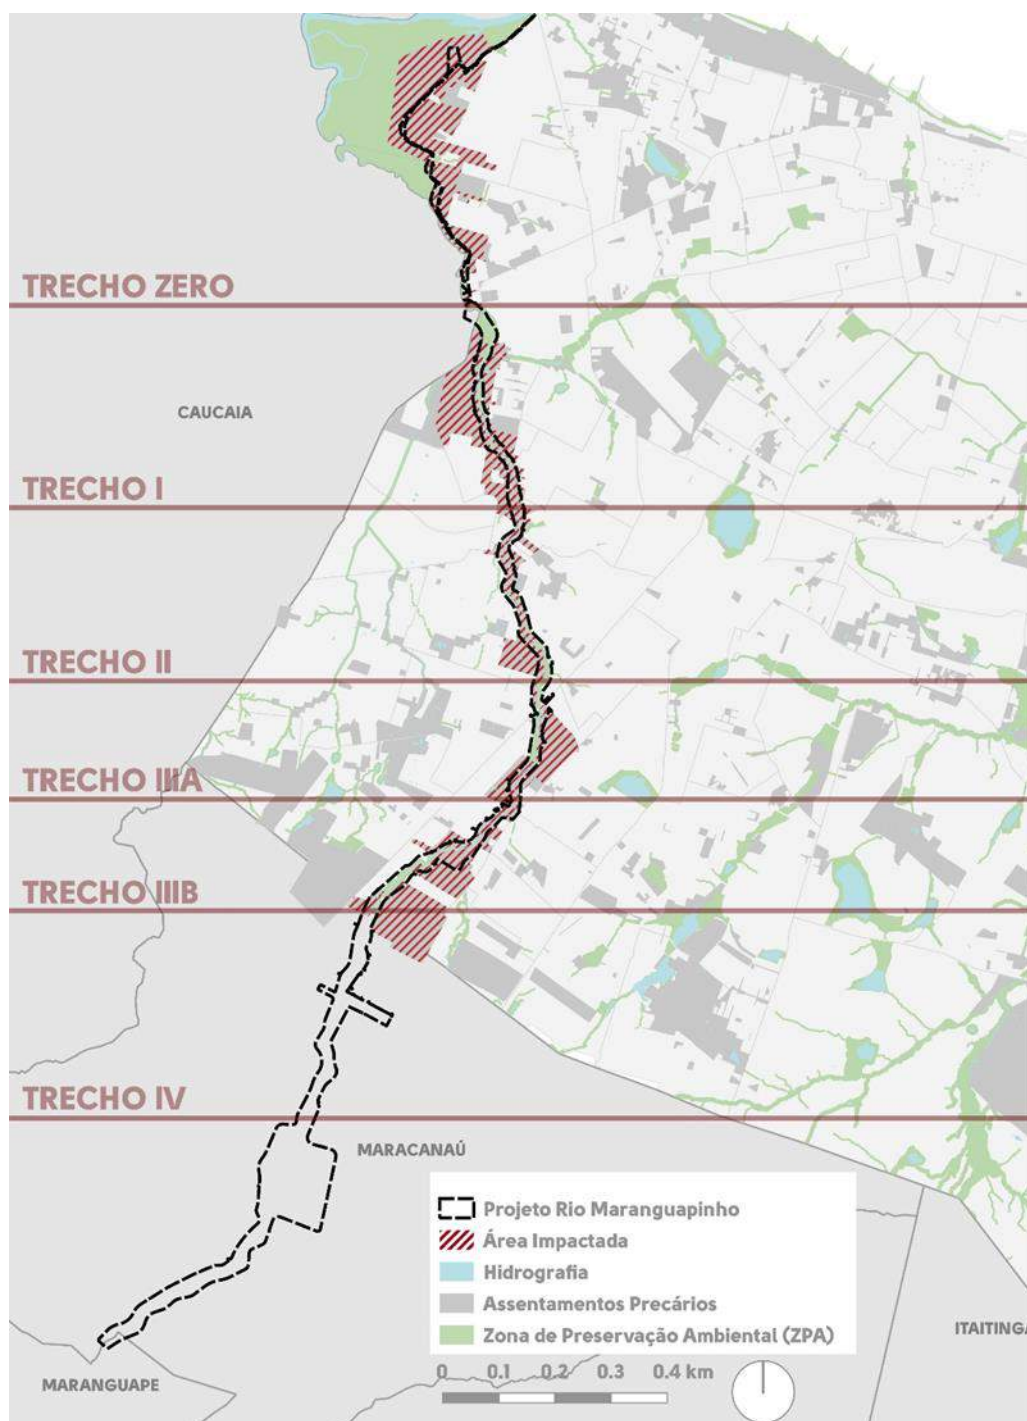 TRECHO ZERO
CAUCAIA
TRECHO I
TRECHO II
TRECHO IIIA
TRECHO IIIB
TRECHO IV
MARACANAÚ
Projeto Rio Maranguapinho
Área Impactada
Hidrografia
Assentamentos Precários
Zona de Preservação Ambiental (ZPA)
ITAITINGA
0 0.1 0.2 0.3 0.4 km
MARANGUAPE